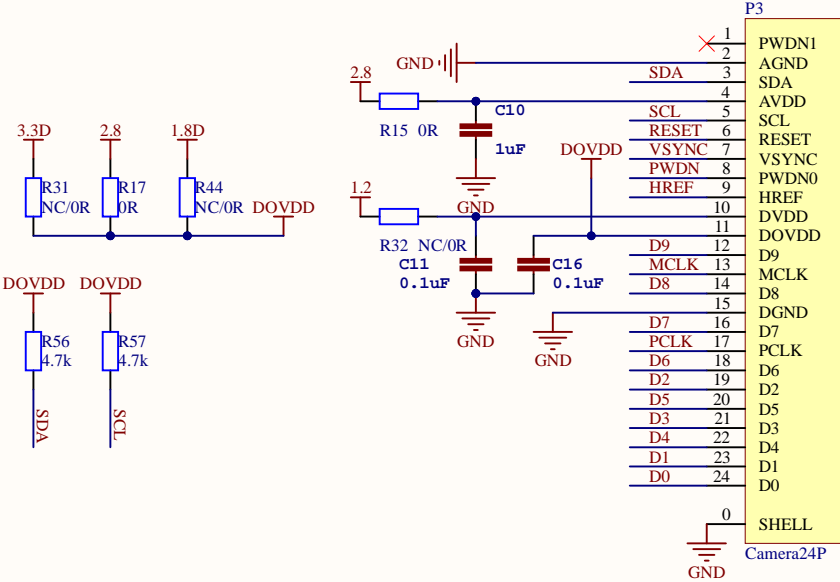 P3
1 PWDN1
GND 2 AGND
SDA 3 SDA
2.8 4 AVDD
C10
R15 0R
1uF
GND
SCL 5 SCL
RESET 6 RESET
VSYNC 7 VSYNC
PWDN 8 PWDN0
HREF 9 HREF
3.3D 2.8 1.8D
R31 R17 R44
NC/0R 0R NC/0R DOVDD
DOVDD
1.2 10 DVDD
11 DOVDD
R32 NC/0R
C11 C16
0.1uF 0.1uF
GND
D9 12 D9
MCLK 13 MCLK
D8 14 D8
15 DGND
GND
D7 16 D7
PCLK 17 PCLK
D6 18 D6
D2 19 D2
D5 20 D5
D3 21 D3
D4 22 D4
D1 23 D1
D0 24 D0
DOVDD DOVDD
R56 R57
4.7k 4.7k
SDA SCL
0 SHELL
GND
Camera24P